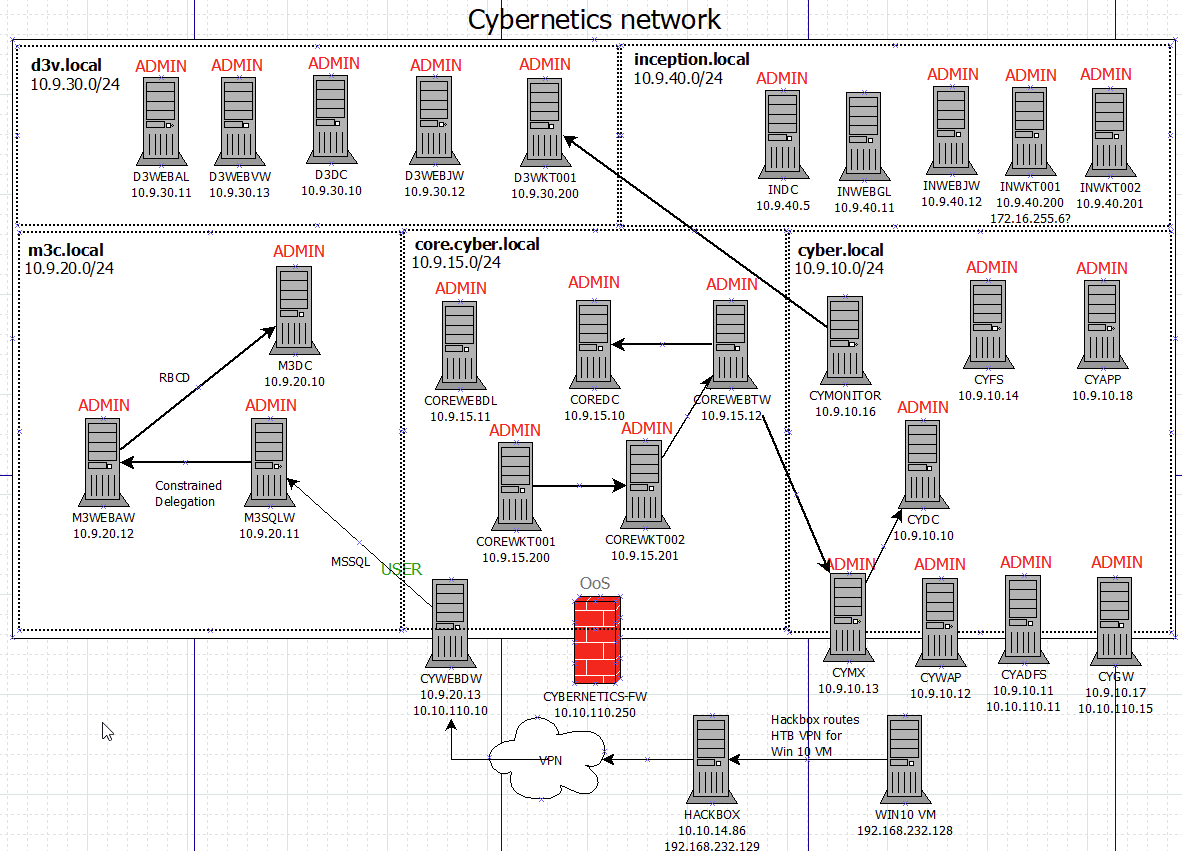 Cybernetics network
d3v.local
10.9.30.0/24
ADMIN
D3WEBAL
10.9.30.11
ADMIN
D3WEBVW
10.9.30.13
ADMIN
D3DC
10.9.30.10
ADMIN
D3WEBJW
10.9.30.12
ADMIN
D3WKT001
10.9.30.200
inception.local
10.9.40.0/24
ADMIN
INDC
10.9.40.5
INWEBGL
10.9.40.11
ADMIN
INWEBJW
10.9.40.12
ADMIN
INWKT001
10.9.40.200
172.16.255.6?
ADMIN
INWKT002
10.9.40.201
m3c.local
10.9.20.0/24
ADMIN
M3DC
10.9.20.10
RBCD
ADMIN
M3WEBAW
10.9.20.12
Constrained
Delegation
ADMIN
M3SQLW
10.9.20.11
MSSQL
core.cyber.local
10.9.15.0/24
ADMIN
COREWEBDL
10.9.15.11
ADMIN
COREDC
10.9.15.10
ADMIN
COREWEBTW
10.9.15.12
ADMIN
COREWKT001
10.9.15.200
ADMIN
COREWKT002
10.9.15.201
cyber.local
10.9.10.0/24
CYMONITOR
10.9.10.16
ADMIN
CYFS
10.9.10.14
ADMIN
CYAPP
10.9.10.18
ADMIN
CYDC
10.9.10.10
ADMIN
CYMX
10.9.10.13
ADMIN
CYWAP
10.9.10.12
ADMIN
CYADFS
10.9.10.11
10.10.110.11
ADMIN
CYGW
10.9.10.17
10.10.110.15
USER
CYWEBDW
10.9.20.13
10.10.110.10
OoS
CYBERNETICS-FW
10.10.110.250
VPN
HACKBOX
10.10.14.86
192.168.232.129
Hackbox routes
HTB VPN for
Win 10 VM
WIN10 VM
192.168.232.128